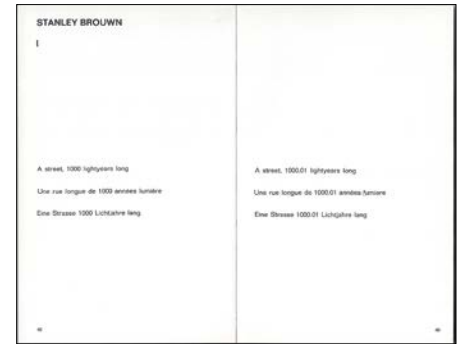 STANLEY BROUWN
I
A street, 1000 lightyears long
Une rue longue de 1000 années lumière
Eine Strasse 1000 Lichtjahre lang
A street, 1000.01 lightyears long
Une rue longue de 1000.01 années lumière
Eine Strasse 1000.01 Lichtjahre lang